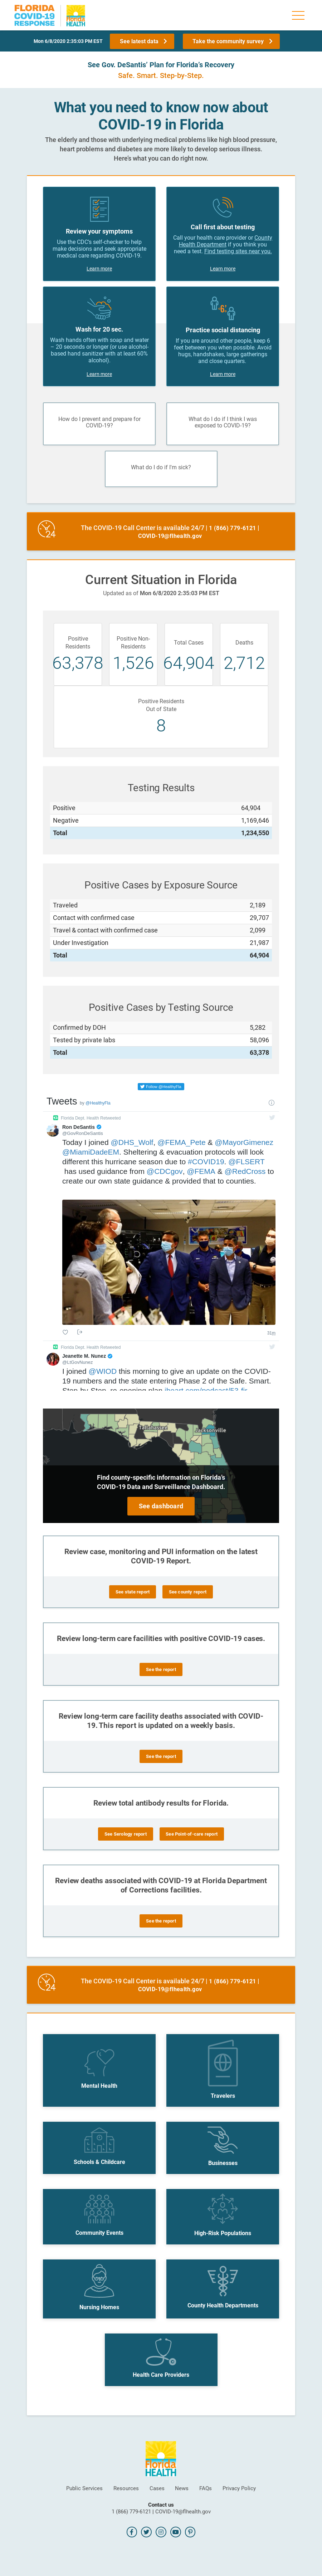 FLORIDA
COVID-19
RESPONSE
Florida
HEALTH
Mon 6/8/2020 2:35:03 PM EST
See latest data
Take the community survey
See Gov. DeSantis' Plan for Florida's Recovery
Safe. Smart. Step-by-Step.
What you need to know now about
COVID-19 in Florida
The elderly and those with underlying medical problems like high blood pressure,
heart problems and diabetes are more likely to develop serious illness.
Here's what you can do right now.
Review your symptoms
Use the CDC's self-checker to help
make decisions and seek appropriate
medical care regarding COVID-19.
Learn more
Call first about testing
Call your health care provider or County
Health Department if you think you
need a test. Find testing sites near you.
Learn more
Wash for 20 sec.
Wash hands often with soap and water
– 20 seconds or longer (or use alcohol-
based hand sanitizer with at least 60%
alcohol).
Learn more
6'
Practice social distancing
If you are around other people, keep 6
feet between you when possible. Avoid
hugs, handshakes, large gatherings
and close quarters.
Learn more
How do I prevent and prepare for
COVID-19?
What do I do if I think I was
exposed to COVID-19?
What do I do if I'm sick?
24
The COVID-19 Call Center is available 24/7 | 1 (866) 779-6121 |
COVID-19@flhealth.gov
Current Situation in Florida
Updated as of Mon 6/8/2020 2:35:03 PM EST
Positive
Residents
63,378
Positive Non-
Residents
1,526
Total Cases
64,904
Deaths
2,712
Positive Residents
Out of State
8
Testing Results
Positive 64,904
Negative 1,169,646
Total 1,234,550
Positive Cases by Exposure Source
Traveled 2,189
Contact with confirmed case 29,707
Travel & contact with confirmed case 2,099
Under Investigation 21,987
Total 64,904
Positive Cases by Testing Source
Confirmed by DOH 5,282
Tested by private labs 58,096
Total 63,378
Follow @HealthyFla
Tweets by @HealthyFla
Florida Dept. Health Retweeted
Ron DeSantis
@GovRonDeSantis
Today I joined @DHS_Wolf, @FEMA_Pete & @MayorGimenez
@MiamiDadeEM. Sheltering & evacuation protocols will look
different this hurricane season due to #COVID19. @FLSERT
has used guidance from @CDCgov, @FEMA & @RedCross to
create our own state guidance & provided that to counties.
8h
Florida Dept. Health Retweeted
Jeanette M. Nunez
@LtGovNunez
I joined @WIOD this morning to give an update on the COVID-
19 numbers and the state entering Phase 2 of the Safe. Smart.
Jacksonville
Find county-specific information on Florida's
COVID-19 Data and Surveillance Dashboard.
See dashboard
Review case, monitoring and PUI information on the latest
COVID-19 Report.
See state report
See county report
Review long-term care facilities with positive COVID-19 cases.
See the report
Review long-term care facility deaths associated with COVID-
19. This report is updated on a weekly basis.
See the report
Review total antibody results for Florida.
See Serology report
See Point-of-care report
Review deaths associated with COVID-19 at Florida Department
of Corrections facilities.
See the report
24
The COVID-19 Call Center is available 24/7 | 1 (866) 779-6121 |
COVID-19@flhealth.gov
Mental Health
Travelers
Schools & Childcare
Businesses
Community Events
High-Risk Populations
Nursing Homes
County Health Departments
Health Care Providers
Florida
HEALTH
Public Services
Resources
Cases
News
FAQs
Privacy Policy
Contact us
1 (866) 779-6121 | COVID-19@flhealth.gov